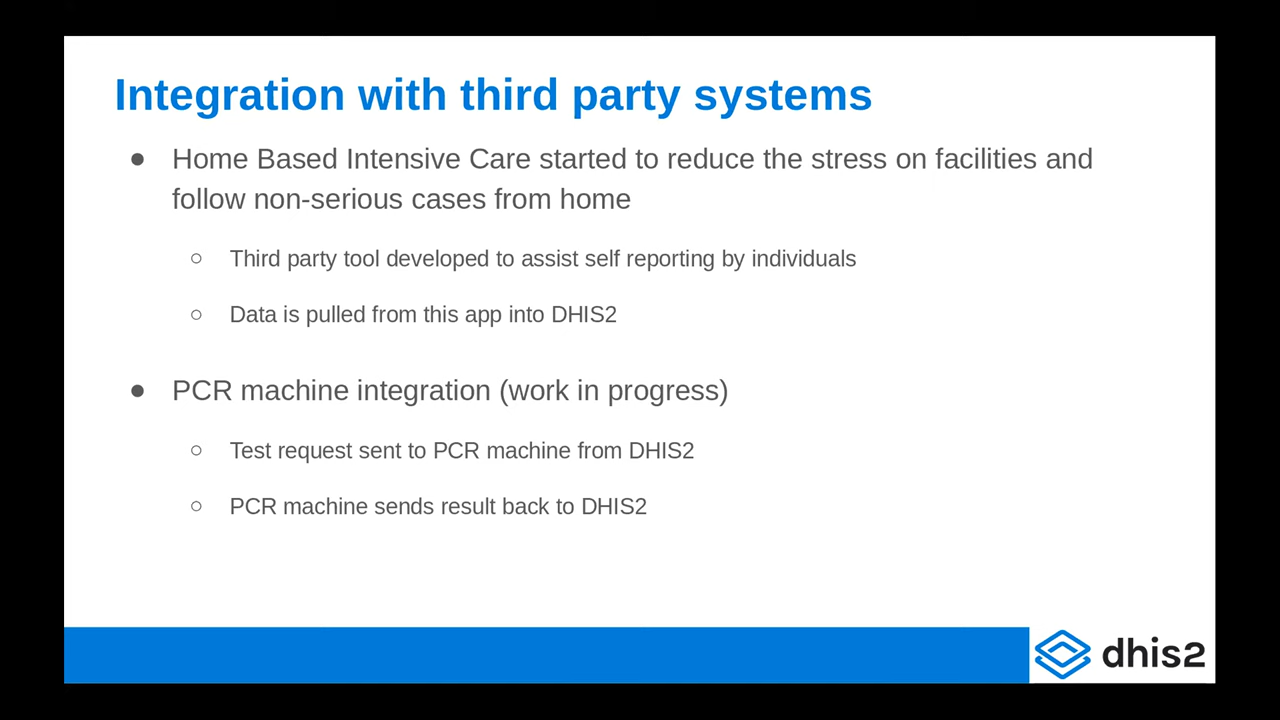 Integration with third party systems
● Home Based Intensive Care started to reduce the stress on facilities and
follow non-serious cases from home
○ Third party tool developed to assist self reporting by individuals
○ Data is pulled from this app into DHIS2
● PCR machine integration (work in progress)
○ Test request sent to PCR machine from DHIS2
○ PCR machine sends result back to DHIS2
dhis2